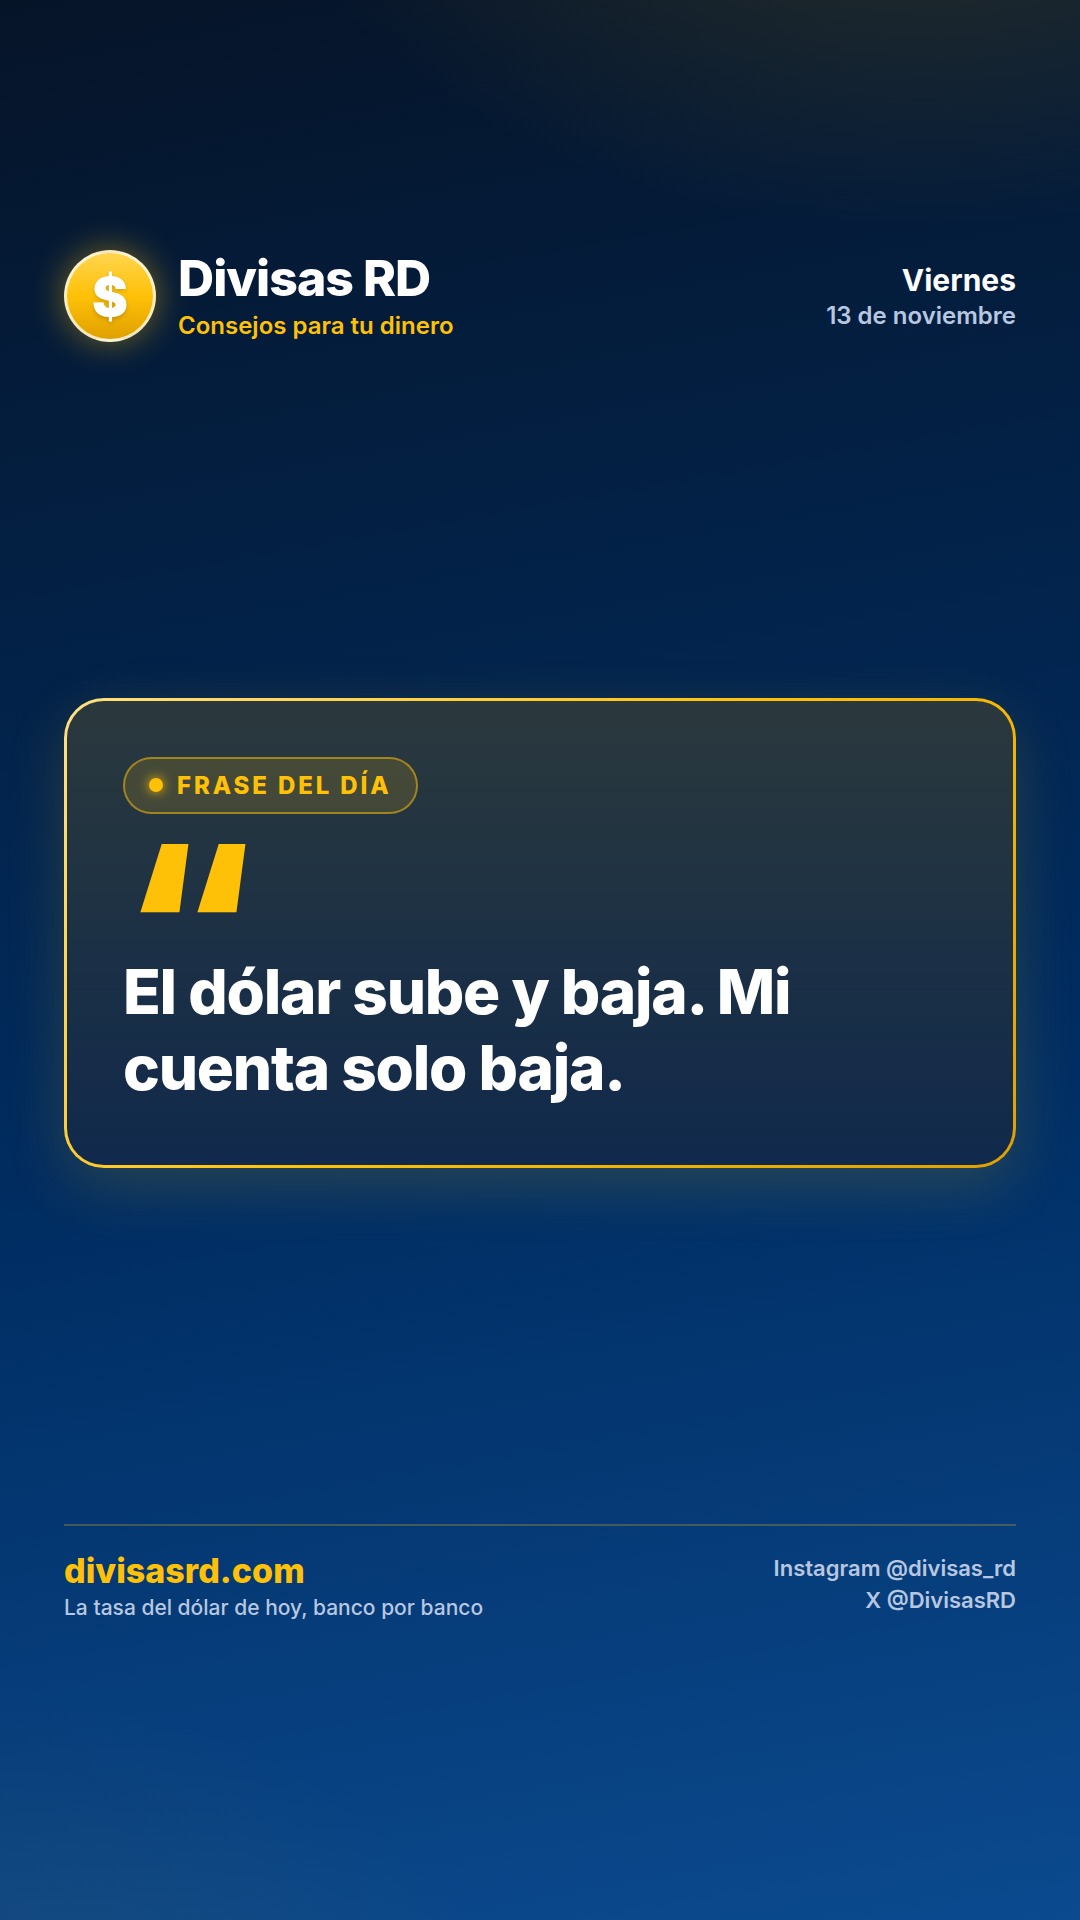 $
Divisas RD
Consejos para tu dinero
Viernes
13 de noviembre
FRASE DEL DÍA
"
El dólar sube y baja. Mi
cuenta solo baja.
divisasrd.com
La tasa del dólar de hoy, banco por banco
Instagram @divisas_rd
X @DivisasRD